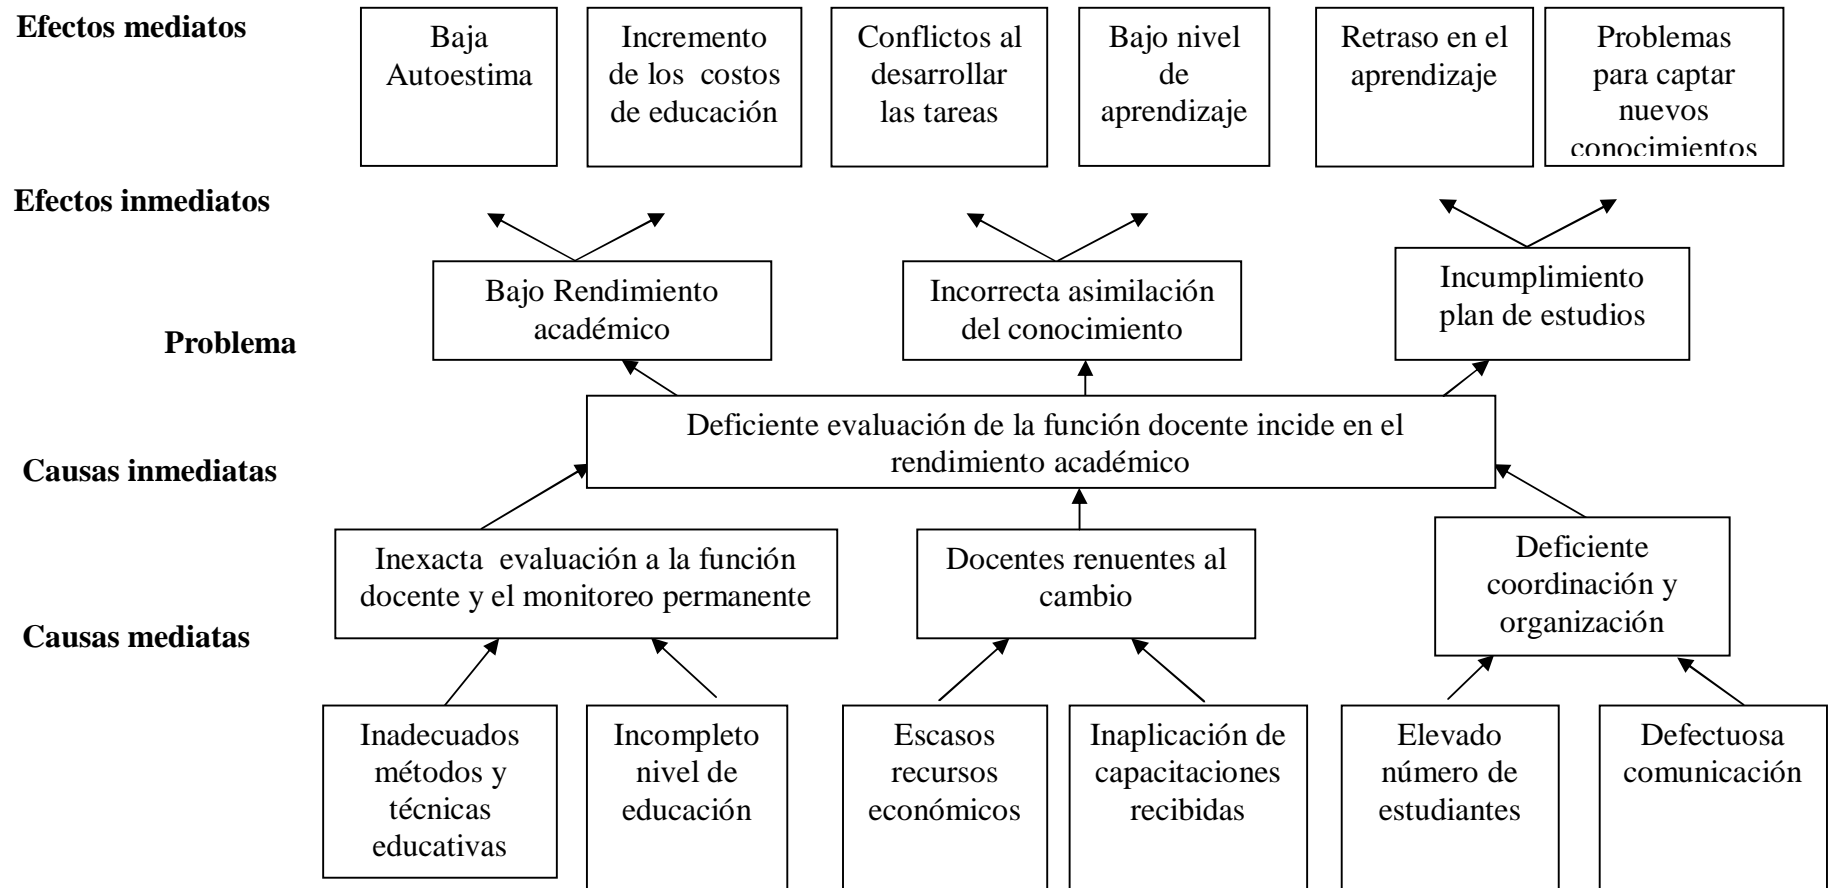 Efectos mediatos
Baja
Autoestima
Incremento
de los costos
de educación
Conflictos al
desarrollar
las tareas
Bajo nivel
de
aprendizaje
Retraso en el
aprendizaje
Problemas
para captar
nuevos
conocimientos
Efectos inmediatos
Bajo Rendimiento
académico
Incorrecta asimilación
del conocimiento
Incumplimiento
plan de estudios
Problema
Deficiente evaluación de la función docente incide en el
rendimiento académico
Causas inmediatas
Inexacta evaluación a la función
docente y el monitoreo permanente
Docentes renuentes al
cambio
Deficiente
coordinación y
organización
Causas mediatas
Inadecuados
métodos y
técnicas
educativas
Incompleto
nivel de
educación
Escasos
recursos
económicos
Inaplicación de
capacitaciones
recibidas
Elevado
número de
estudiantes
Defectuosa
comunicación